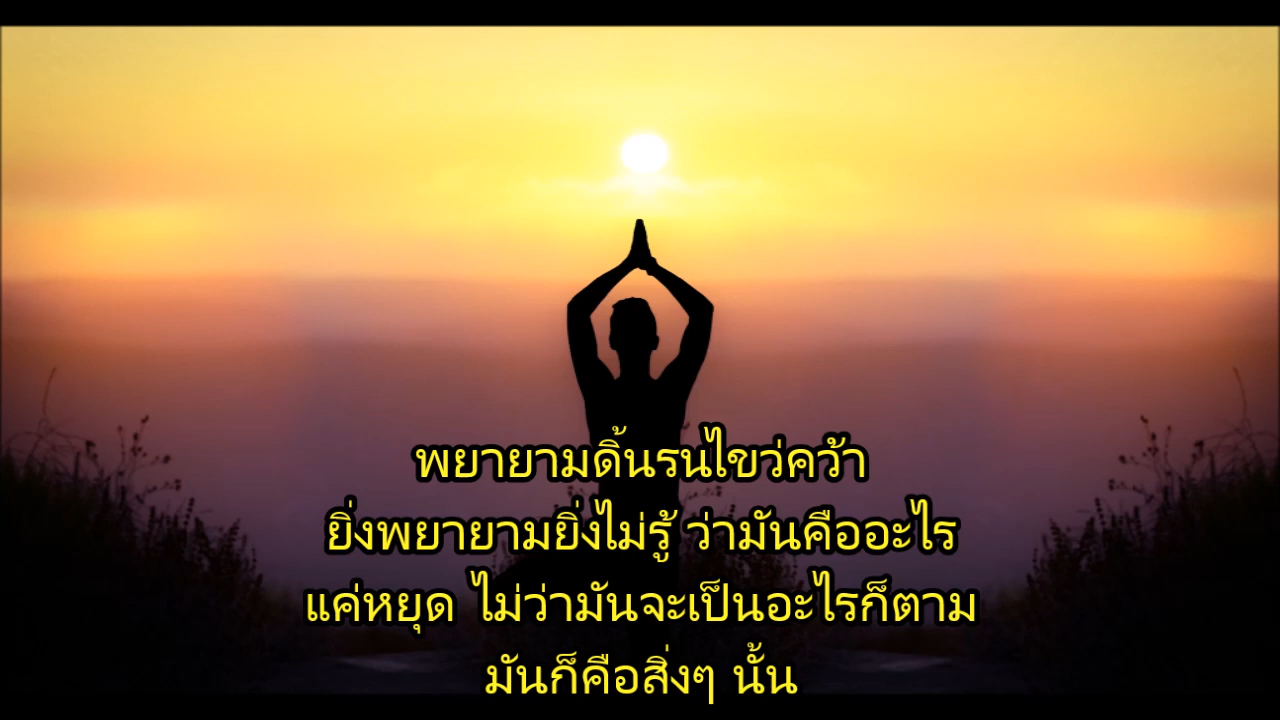 พยายามดิ้นรนไขว่คว้า
ยิ่งพยายามยิ่งไม่รู้ ว่ามันคืออะไร
แค่หยุด ไม่ว่ามันจะเป็นอะไรก็ตาม
มันก็คือสิ่งๆ นั้น